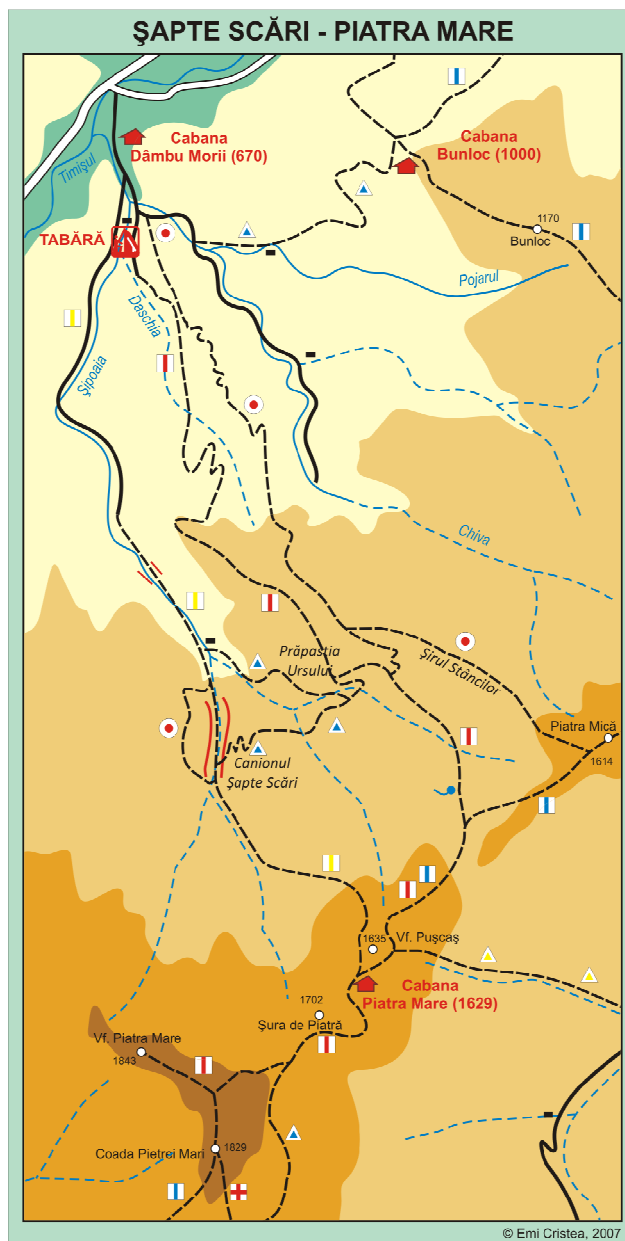 ŞAPTE SCĂRI - PIATRA MARE
Cabana
Dâmbu Morii (670)
Cabana
Bunloc (1000)
Timişul
TABĂRĂ
1170
Bunloc
Pojarul
Daschia
Şipoaia
Chiva
Prăpastia
Ursului
Şirul Stâncilor
Piatra Mică
1614
Canionul
Şapte Scări
1635
Vf. Puşcaş
Cabana
Piatra Mare (1629)
1702
Şura de Piatră
Vf. Piatra Mare
1843
Coada Pietrei Mari
1829
© Emi Cristea, 2007